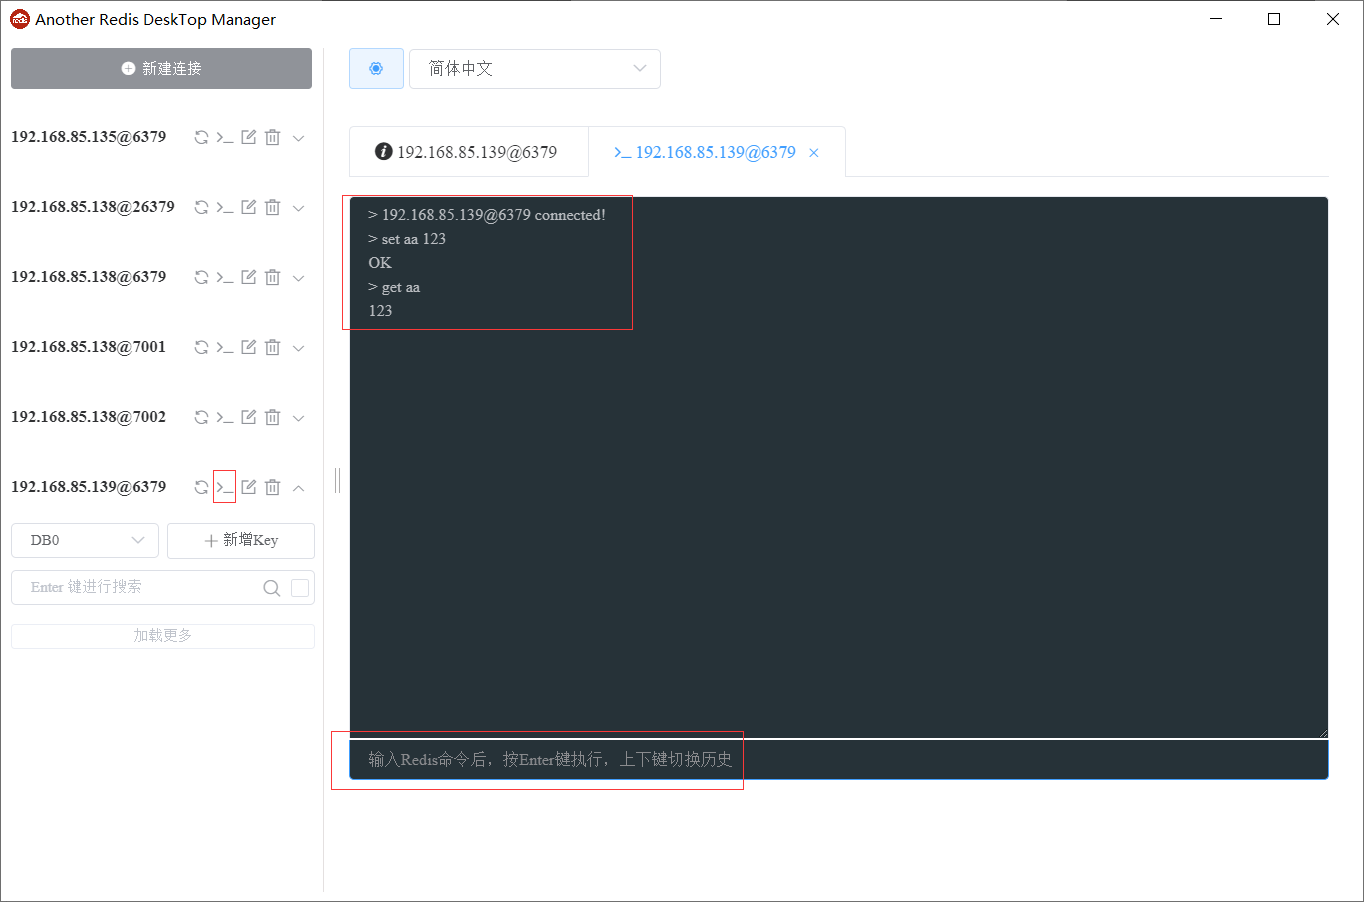 Another Redis DeskTop Manager
新建连接
简体中文
192.168.85.135@6379
192.168.85.138@26379
192.168.85.138@6379
192.168.85.138@7001
192.168.85.138@7002
192.168.85.139@6379
DB0
新增Key
Enter 键进行搜索
加载更多
192.168.85.139@6379
>_ 192.168.85.139@6379
> 192.168.85.139@6379 connected!
> set aa 123
OK
> get aa
123
输入Redis命令后，按Enter键执行，上下键切换历史